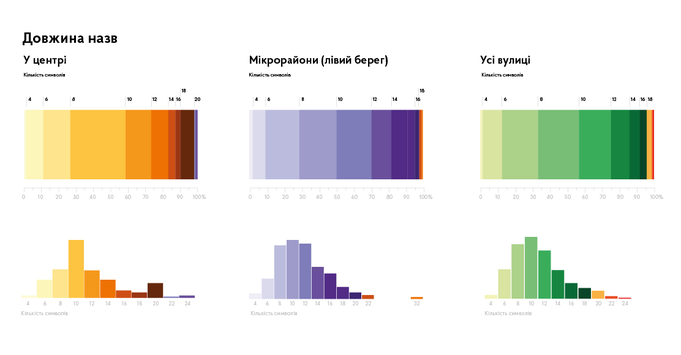 Довжина назв
У центрі
Кількість символів
4 6 8 10 12 14 16 18 20
0 10 20 30 40 50 60 70 80 90 100%
4 6 8 10 12 14 16 18 20 22 24
Кількість символів
Мікрорайони (лівий берег)
Кількість символів
4 6 8 10 12 14 16 18
0 10 20 30 40 50 60 70 80 90 100%
4 6 8 10 12 14 16 18 20 22 32
Кількість символів
Усі вулиці
Кількість символів
4 6 8 10 12 14 16 18
0 10 20 30 40 50 60 70 80 90 100%
4 6 8 10 12 14 16 18 20 22 24
Кількість символів